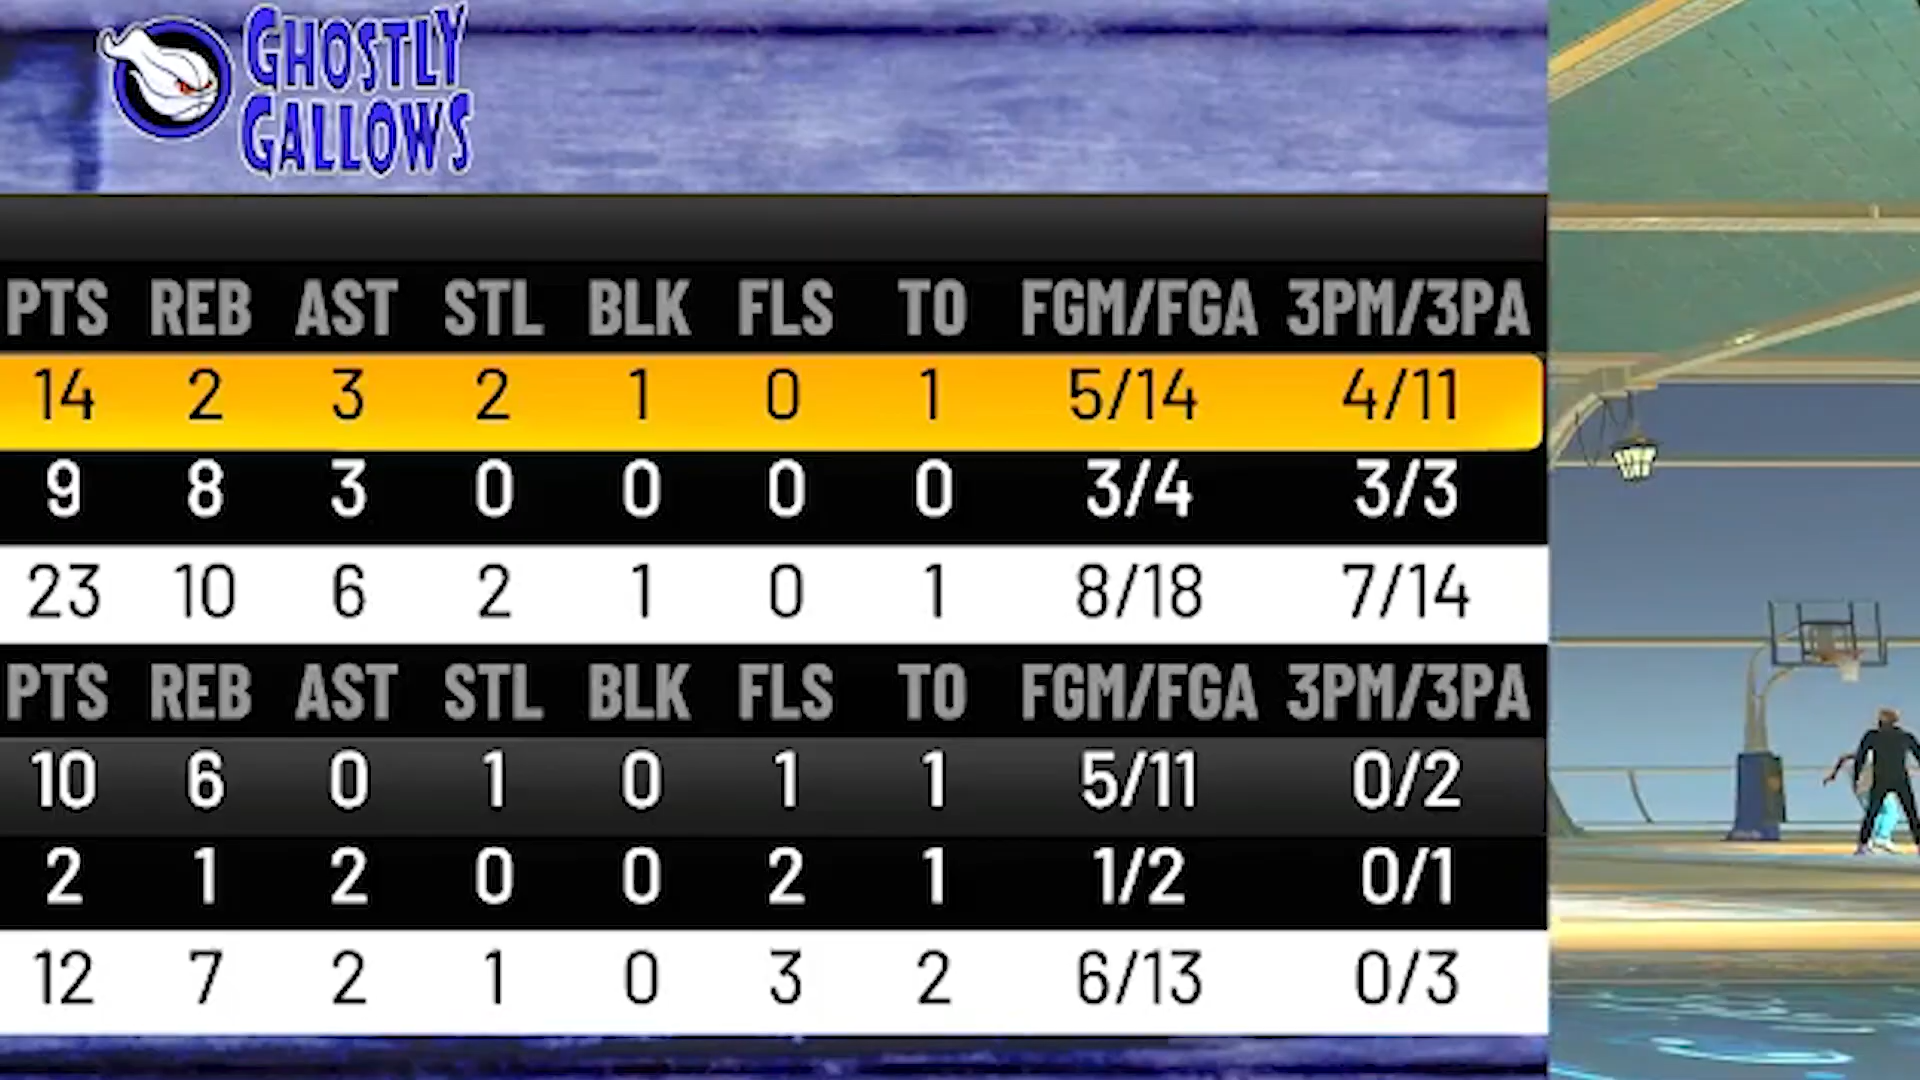 GHOSTLY
GALLOWS
PTS REB AST STL BLK FLS TO FGM/FGA 3PM/3PA
14 2 3 2 1 0 1 5/14 4/11
9 8 3 0 0 0 0 3/4 3/3
23 10 6 2 1 0 1 8/18 7/14
PTS REB AST STL BLK FLS TO FGM/FGA 3PM/3PA
10 6 0 1 0 1 1 5/11 0/2
2 1 2 0 0 2 1 1/2 0/1
12 7 2 1 0 3 2 6/13 0/3